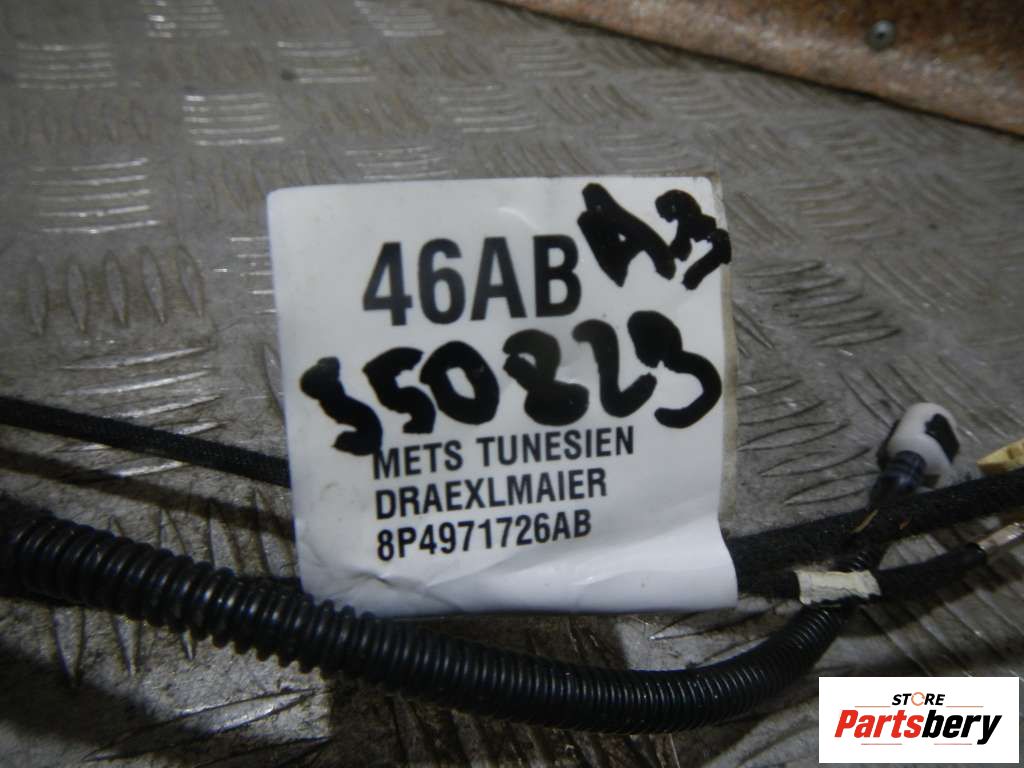 46AB A3
350823
METS TUNESIEN
DRAEXLMAIER
8P4971726AB
STORE
Partsbery